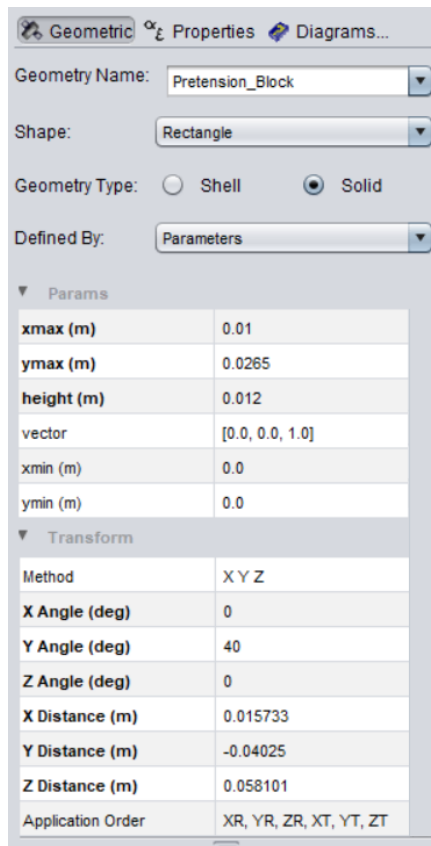 Geometric αε Properties Diagrams...
Geometry Name: Pretension_Block
Shape: Rectangle
Geometry Type: Shell Solid
Defined By: Parameters
Params
xmax (m) 0.01
ymax (m) 0.0265
height (m) 0.012
vector [0.0, 0.0, 1.0]
xmin (m) 0.0
ymin (m) 0.0
Transform
Method X Y Z
X Angle (deg) 0
Y Angle (deg) 40
Z Angle (deg) 0
X Distance (m) 0.015733
Y Distance (m) -0.04025
Z Distance (m) 0.058101
Application Order XR, YR, ZR, XT, YT, ZT